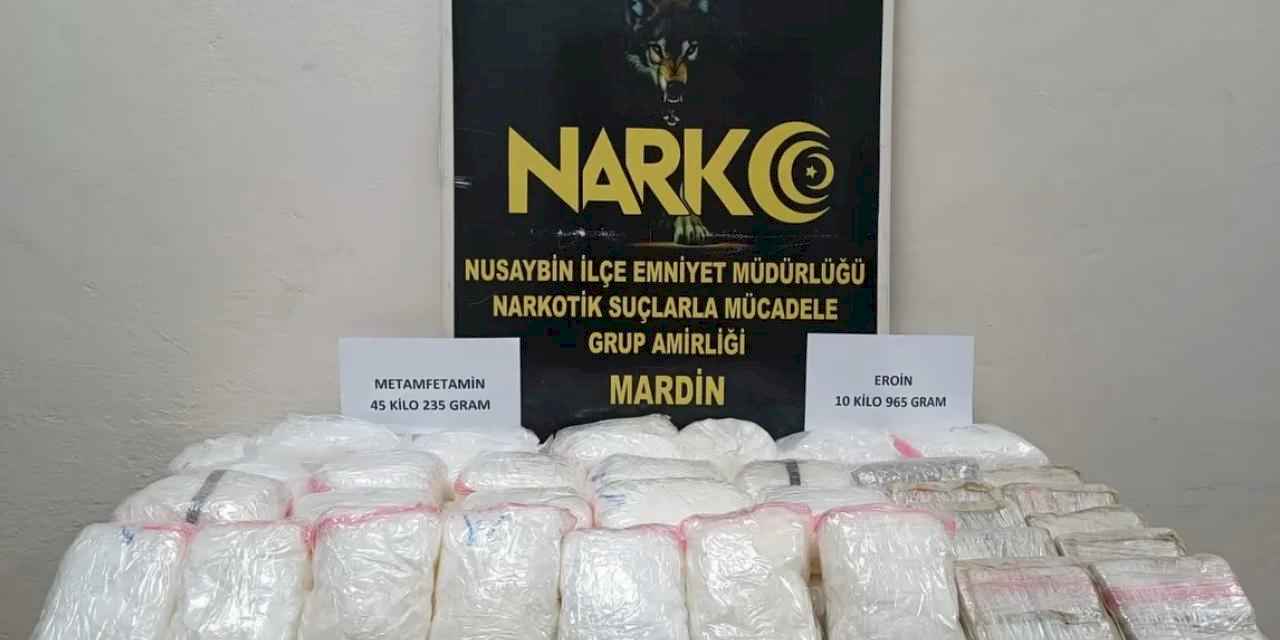 NARKO
NUSAYBİN İLÇE EMNİYET MÜDÜRLÜĞÜ
NARKOTİK SUÇLARLA MÜCADELE
GRUP AMİRLİĞİ
MARDİN
METAMFETAMİN
45 KİLO 235 GRAM
EROİN
10 KİLO 965 GRAM